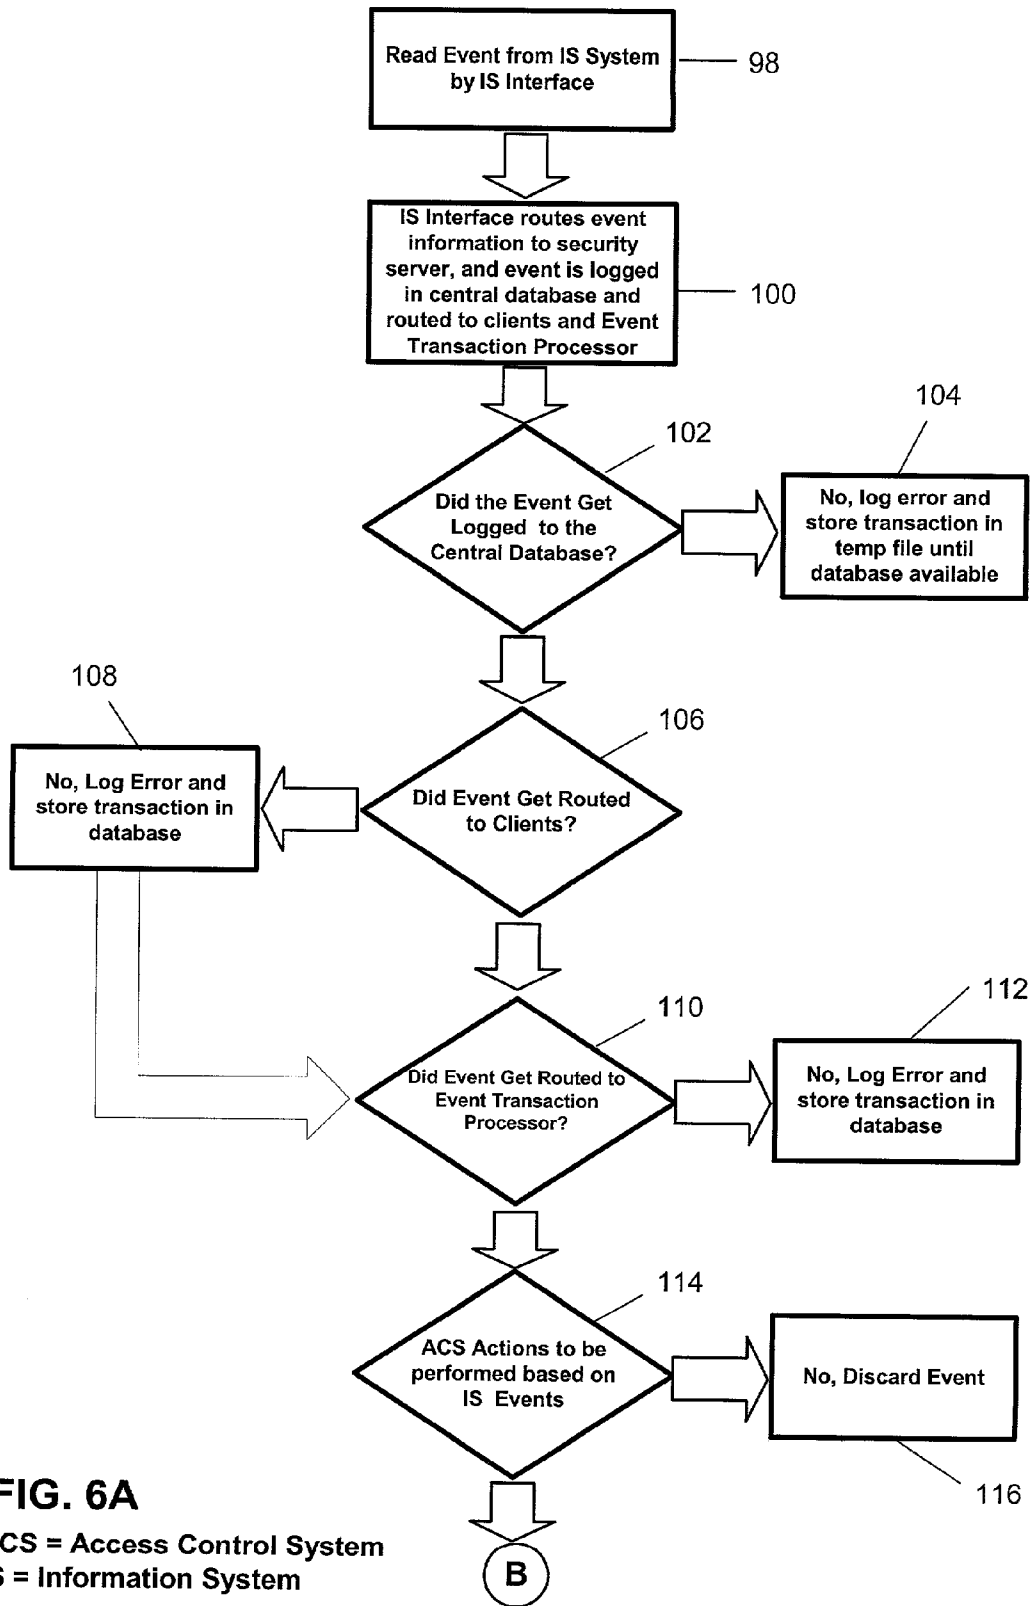 Read Event from IS System
by IS Interface
98
IS Interface routes event
information to security
server, and event is logged
in central database and
routed to clients and Event
Transaction Processor
100
104
102
Did the Event Get
Logged to the
Central Database?
No, log error and
store transaction in
temp file until
database available
108
106
No, Log Error and
store transaction in
database
Did Event Get Routed
to Clients?
112
110
Did Event Get Routed to
Event Transaction
Processor?
No, Log Error and
store transaction in
database
114
ACS Actions to be
performed based on
IS Events
No, Discard Event
116
FIG. 6A
CS = Access Control System
S = Information System
B